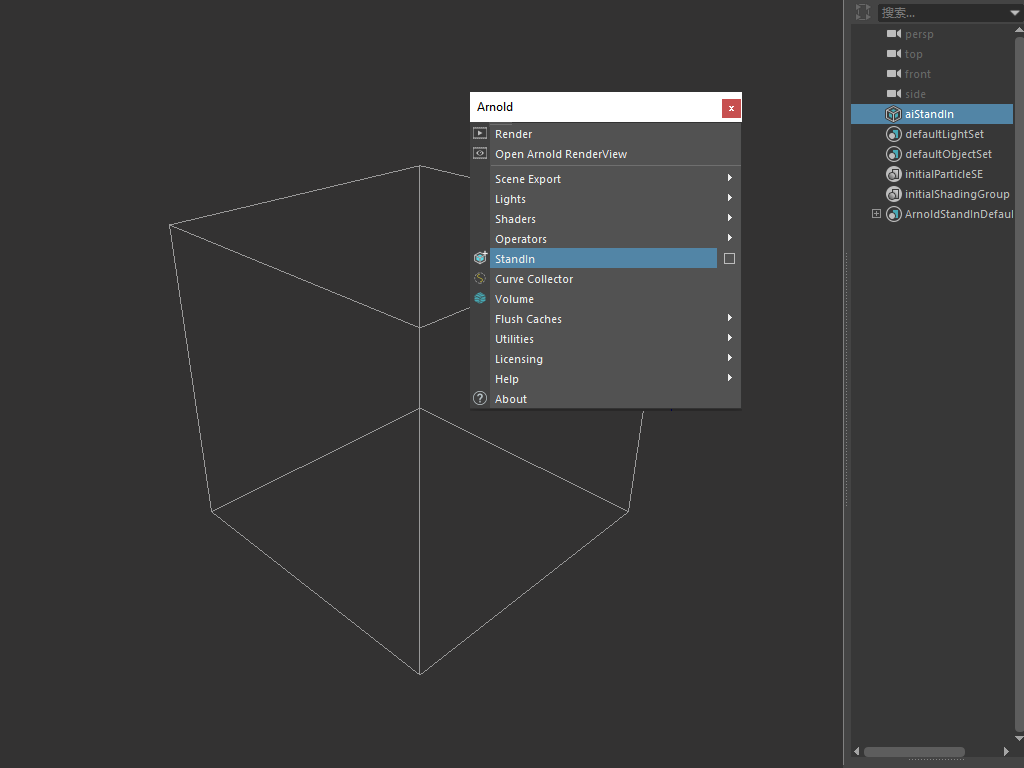 Arnold
x
Render
Open Arnold RenderView
Scene Export
Lights
Shaders
Operators
StandIn
Curve Collector
Volume
Flush Caches
Utilities
Licensing
Help
About
搜索...
persp
top
front
side
aiStandIn
defaultLightSet
defaultObjectSet
initialParticleSE
initialShadingGroup
ArnoldStandInDefaul